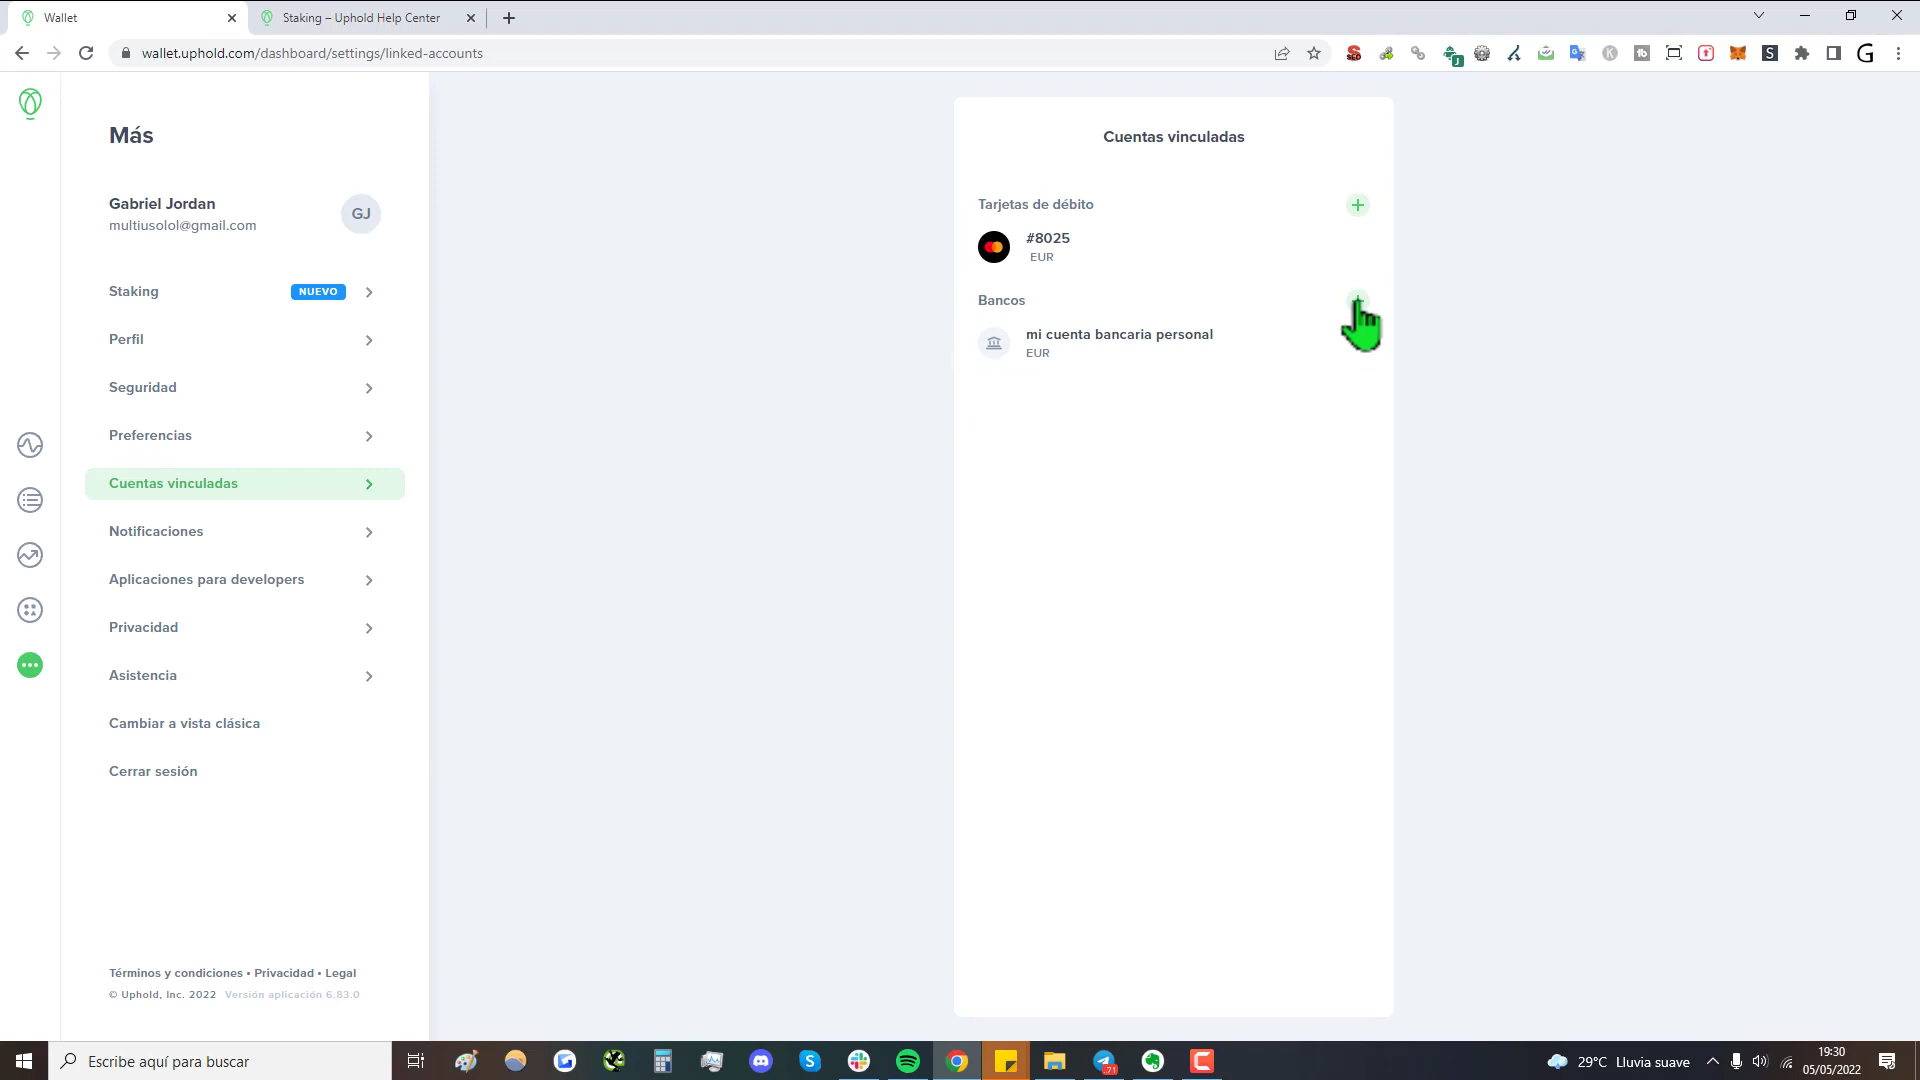 Wallet
Staking – Uphold Help Center
wallet.uphold.com/dashboard/settings/linked-accounts
Más
Gabriel Jordan
multiusolol@gmail.com
GJ
Staking
NUEVO
Perfil
Seguridad
Preferencias
Cuentas vinculadas
Notificaciones
Aplicaciones para developers
Privacidad
Asistencia
Cambiar a vista clásica
Cerrar sesión
Términos y condiciones • Privacidad • Legal
© Uphold, Inc. 2022 Versión aplicación 6.83.0
Cuentas vinculadas
Tarjetas de débito
#8025
EUR
Bancos
mi cuenta bancaria personal
EUR
Escribe aquí para buscar
71
29°C Lluvia suave
19:30
05/05/2022